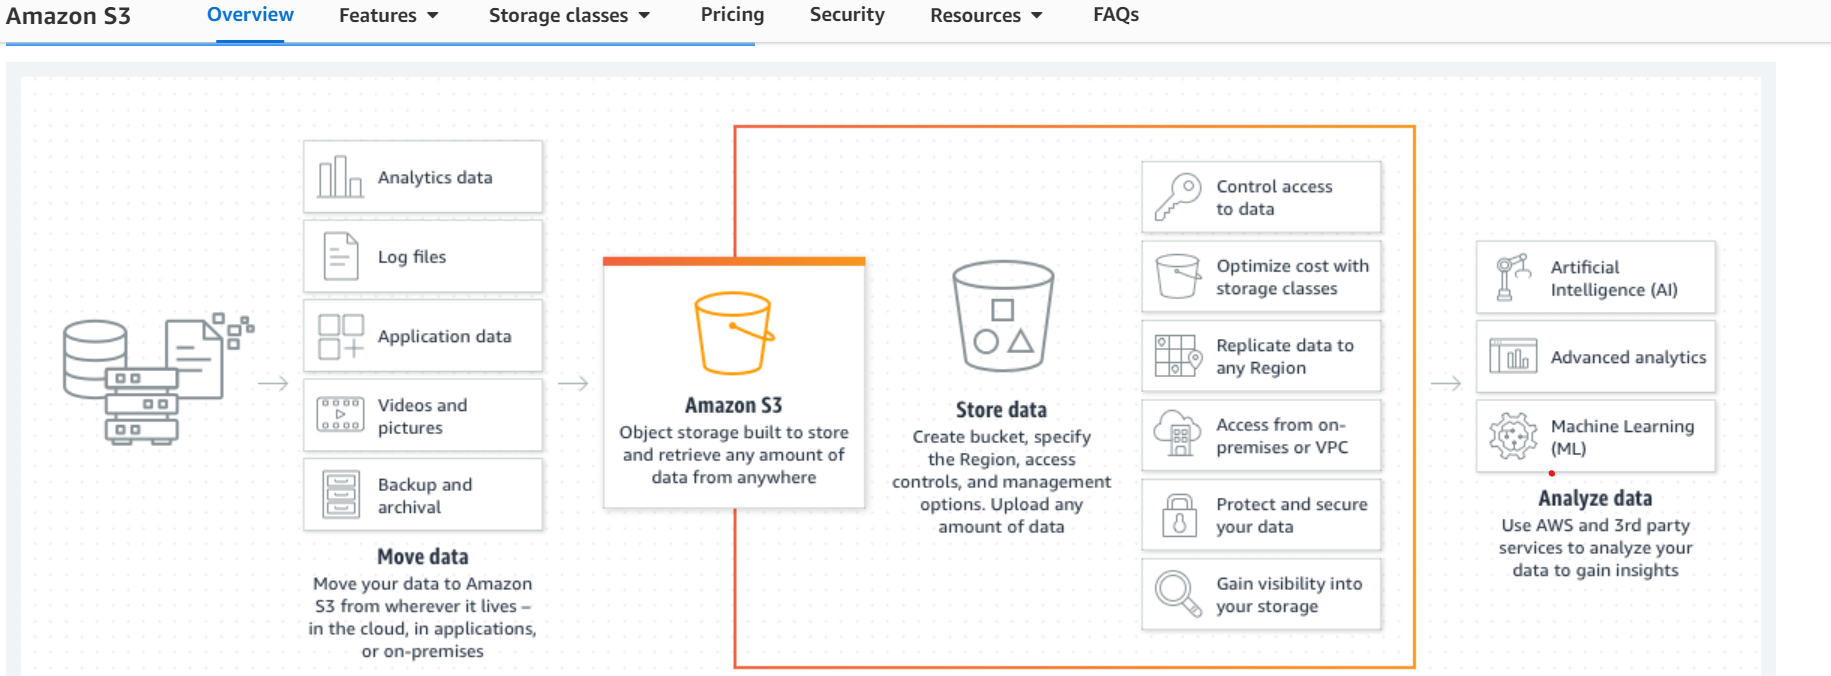 Amazon S3
Overview
Features
Storage classes
Pricing
Security
Resources
FAQs
Analytics data
Log files
Application data
Videos and
pictures
Backup and
archival
Move data
Move your data to Amazon
S3 from wherever it lives –
in the cloud, in applications,
or on-premises
Amazon S3
Object storage built to store
and retrieve any amount of
data from anywhere
Store data
Create bucket, specify
the Region, access
controls, and management
options. Upload any
amount of data
Control access
to data
Optimize cost with
storage classes
Replicate data to
any Region
Access from on-
premises or VPC
Protect and secure
your data
Gain visibility into
your storage
Artificial
Intelligence (AI)
Advanced analytics
Machine Learning
(ML)
Analyze data
Use AWS and 3rd party
services to analyze your
data to gain insights